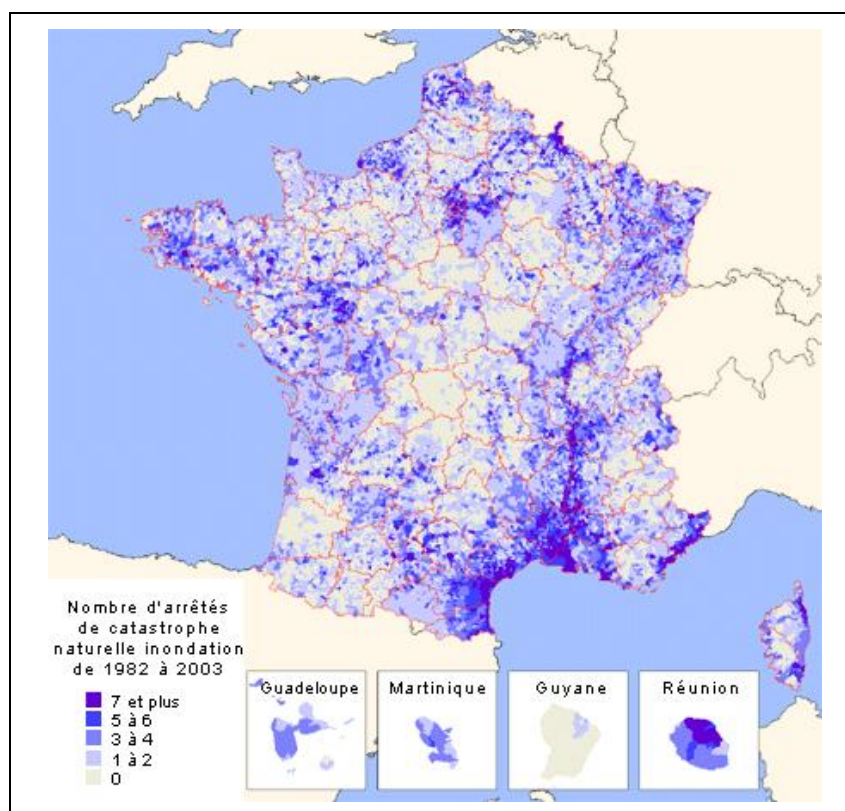 Nombre d'arrêtés
de catastrophe
naturelle inondation
de 1982 à 2003
7 et plus
5 à 6
3 à 4
1 à 2
0
Guadeloupe
Martinique
Guyane
Réunion